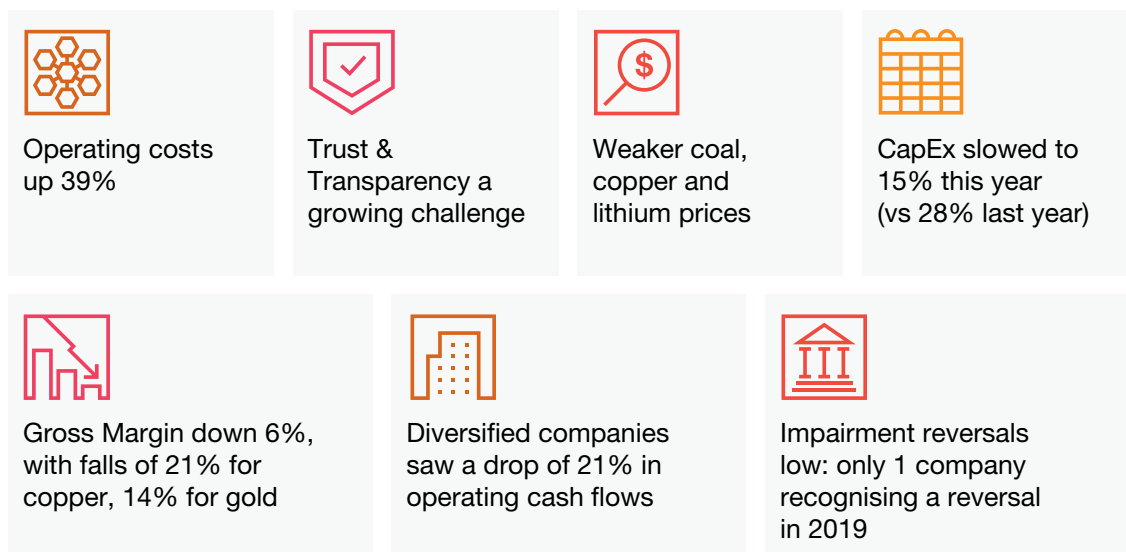 $
Operating costs
up 39%
Trust &
Transparency a
growing challenge
Weaker coal,
copper and
lithium prices
CapEx slowed to
15% this year
(vs 28% last year)
Gross Margin down 6%,
with falls of 21% for
copper, 14% for gold
Diversified companies
saw a drop of 21% in
operating cash flows
Impairment reversals
low: only 1 company
recognising a reversal
in 2019